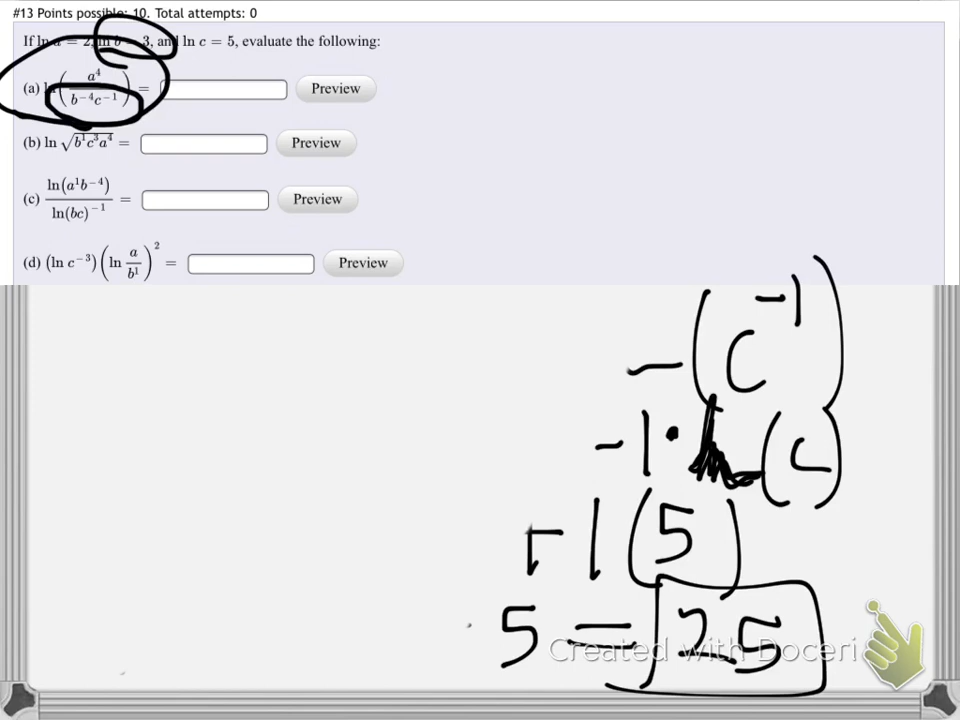 #13 Points possible: 10. Total attempts: 0
If ln a = 2, ln b = 3, and ln c = 5, evaluate the following:
(a) ln(a⁴/(b⁻⁴c⁻¹)) = Preview
(b) ln √(b¹c³a⁴) = Preview
(c) ln(a¹b⁻⁴)/ln(bc)⁻¹ = Preview
(d) (ln c⁻³)(ln a/b¹)² = Preview
− (c⁻¹)
−1 · ln (c)
1 (5)
5 = 25
Created with Doceri